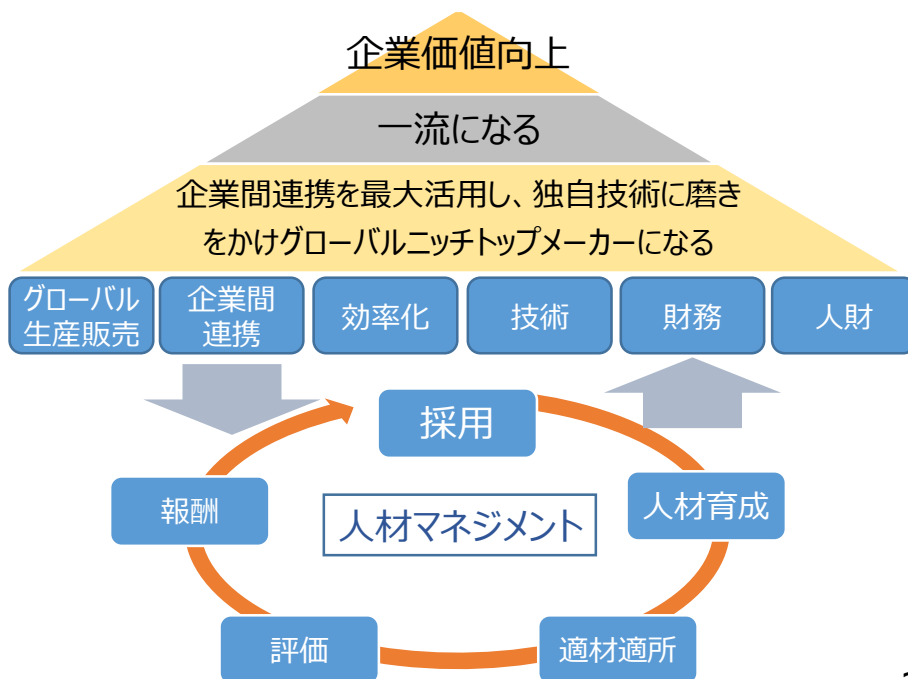 企業価値向上
一流になる
企業間連携を最大活用し、独自技術に磨き
をかけグローバルニッチトップメーカーになる
グローバル
生産販売
企業間
連携
効率化
技術
財務
人財
採用
報酬
人材マネジメント
人材育成
評価
適材適所